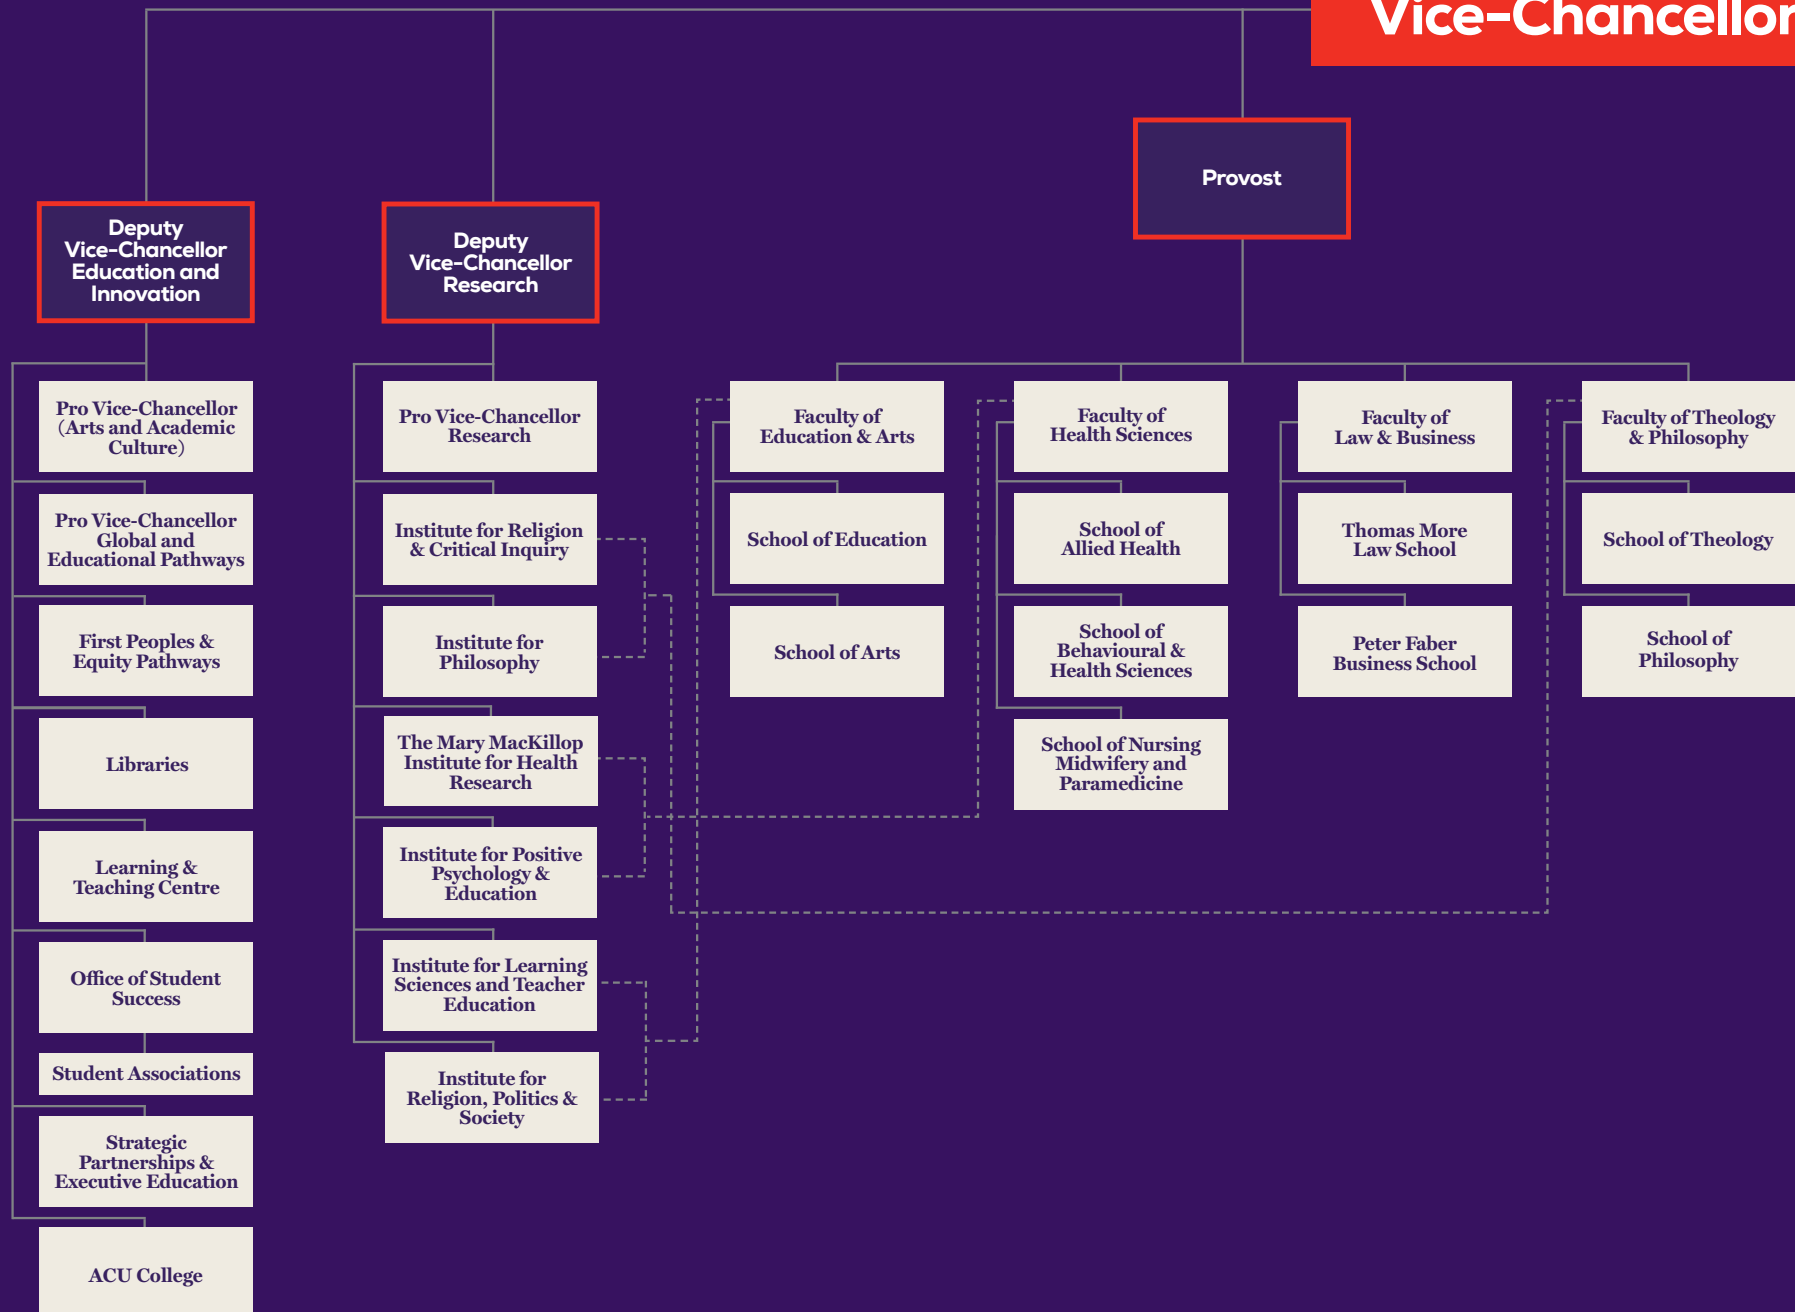 Vice-Chancellor
Provost
Deputy
Vice-Chancellor
Education and
Innovation
Deputy
Vice-Chancellor
Research
Pro Vice-Chancellor
(Arts and Academic
Culture)
Pro Vice-Chancellor
Global and
Educational Pathways
First Peoples &
Equity Pathways
Libraries
Learning &
Teaching Centre
Office of Student
Success
Student Associations
Strategic
Partnerships &
Executive Education
ACU College
Pro Vice-Chancellor
Research
Institute for Religion
& Critical Inquiry
Institute for
Philosophy
The Mary MacKillop
Institute for Health
Research
Institute for Positive
Psychology &
Education
Institute for Learning
Sciences and Teacher
Education
Institute for
Religion, Politics &
Society
Faculty of
Education & Arts
School of Education
School of Arts
Faculty of
Health Sciences
School of
Allied Health
School of
Behavioural &
Health Sciences
School of Nursing
Midwifery and
Paramedicine
Faculty of
Law & Business
Thomas More
Law School
Peter Faber
Business School
Faculty of Theology
& Philosophy
School of Theology
School of
Philosophy